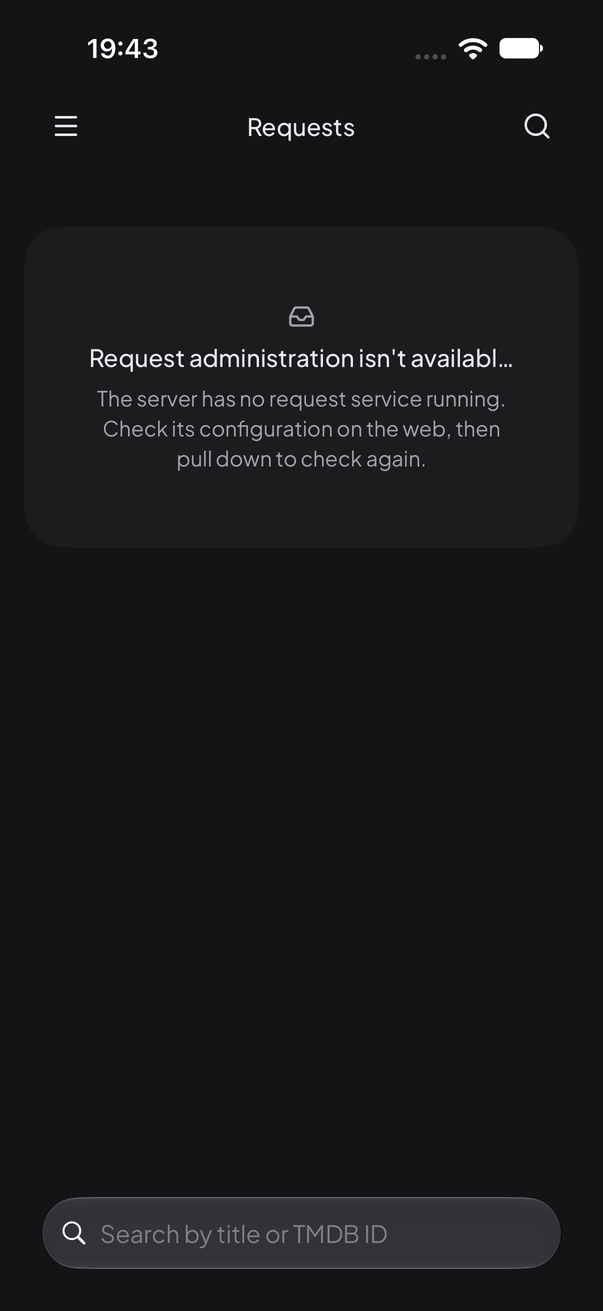 19:43
Requests
Request administration isn't availabl...
The server has no request service running.
Check its configuration on the web, then
pull down to check again.
Search by title or TMDB ID